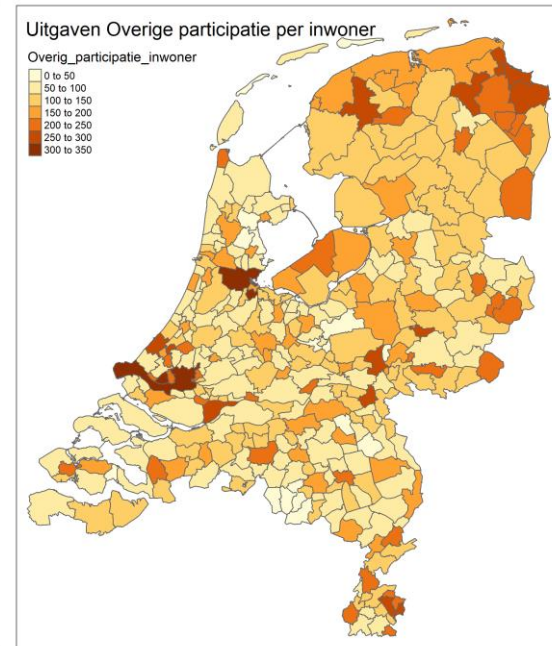 Uitgaven Overige participatie per inwoner
Overig_participatie_inwoner
0 to 50
50 to 100
100 to 150
150 to 200
200 to 250
250 to 300
300 to 350